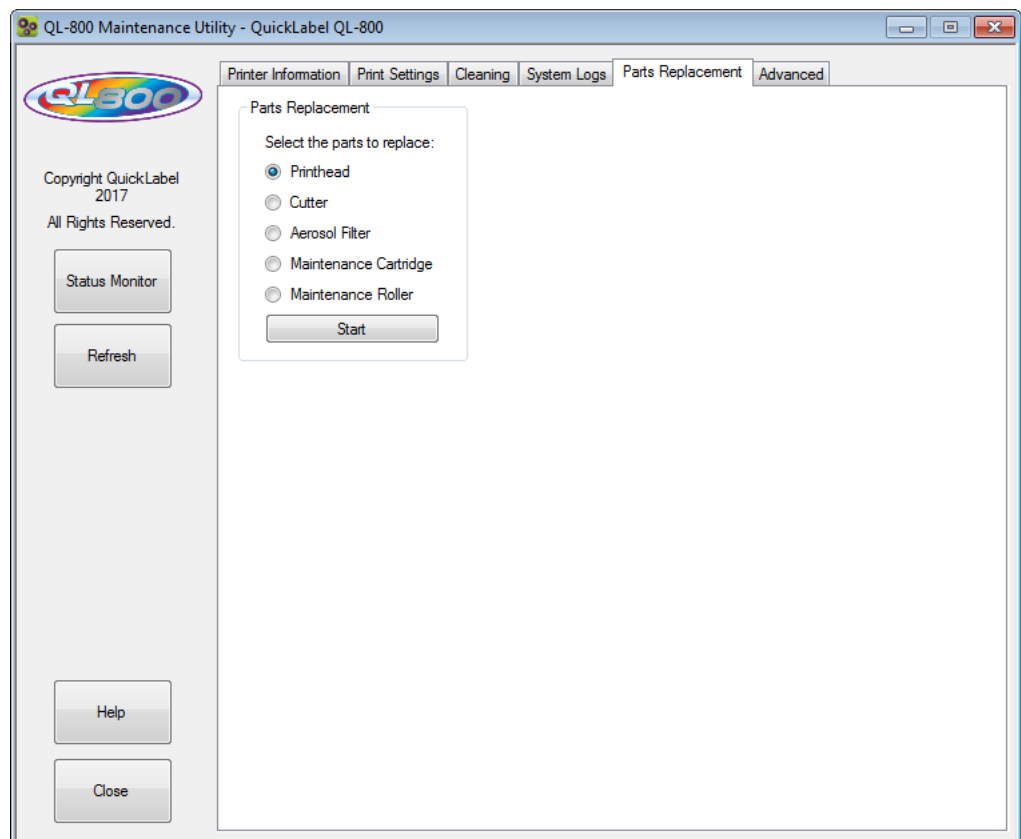 QL-800 Maintenance Utility - QuickLabel QL-800
QL800
Printer Information Print Settings Cleaning System Logs Parts Replacement Advanced
Copyright QuickLabel
2017
All Rights Reserved.
Status Monitor
Refresh
Help
Close
Parts Replacement
Select the parts to replace:
Printhead
Cutter
Aerosol Filter
Maintenance Cartridge
Maintenance Roller
Start